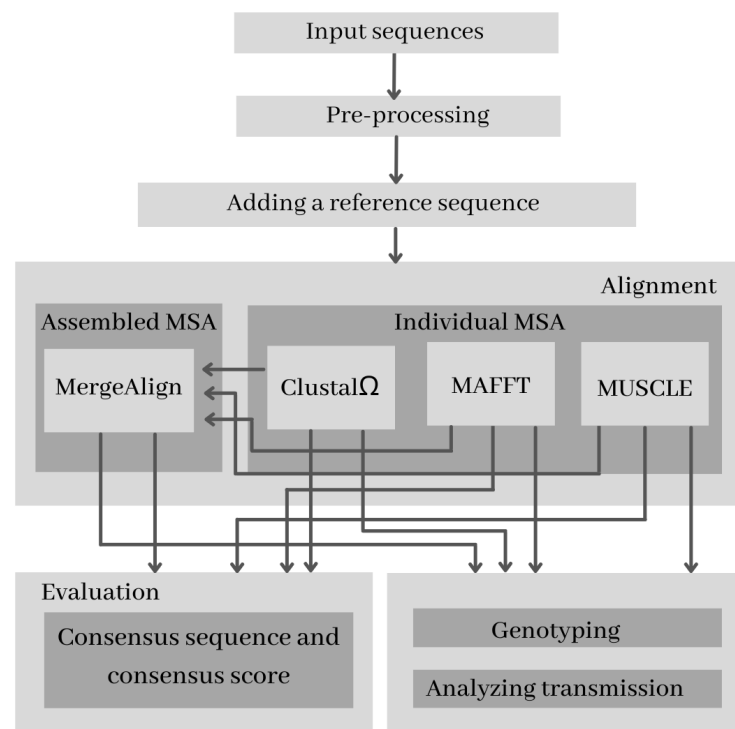 Input sequences
Pre-processing
Adding a reference sequence
Alignment
Assembled MSA
Individual MSA
MergeAlign
ClustalΩ
MAFFT
MUSCLE
Evaluation
Consensus sequence and
consensus score
Genotyping
Analyzing transmission